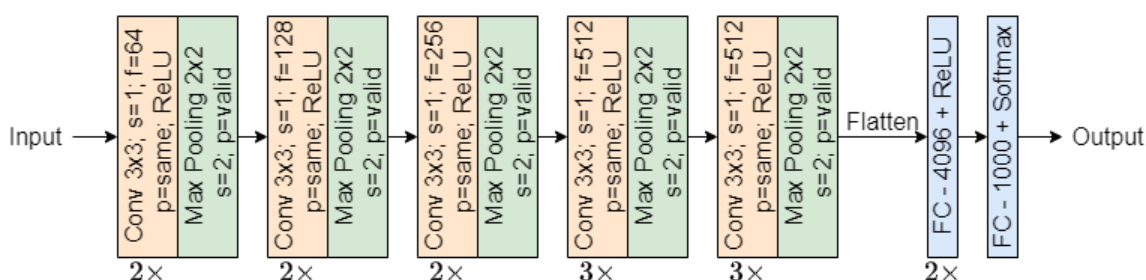 Input
Conv 3x3; s=1; f=64
p=same; ReLU
Max Pooling 2x2
s=2; p=valid
2×
Conv 3x3; s=1; f=128
p=same; ReLU
Max Pooling 2x2
s=2; p=valid
2×
Conv 3x3; s=1; f=256
p=same; ReLU
Max Pooling 2x2
s=2; p=valid
2×
Conv 3x3; s=1; f=512
p=same; ReLU
Max Pooling 2x2
s=2; p=valid
3×
Conv 3x3; s=1; f=512
p=same; ReLU
Max Pooling 2x2
s=2; p=valid
3×
Flatten
FC - 4096 + ReLU
2×
FC - 1000 + Softmax
Output